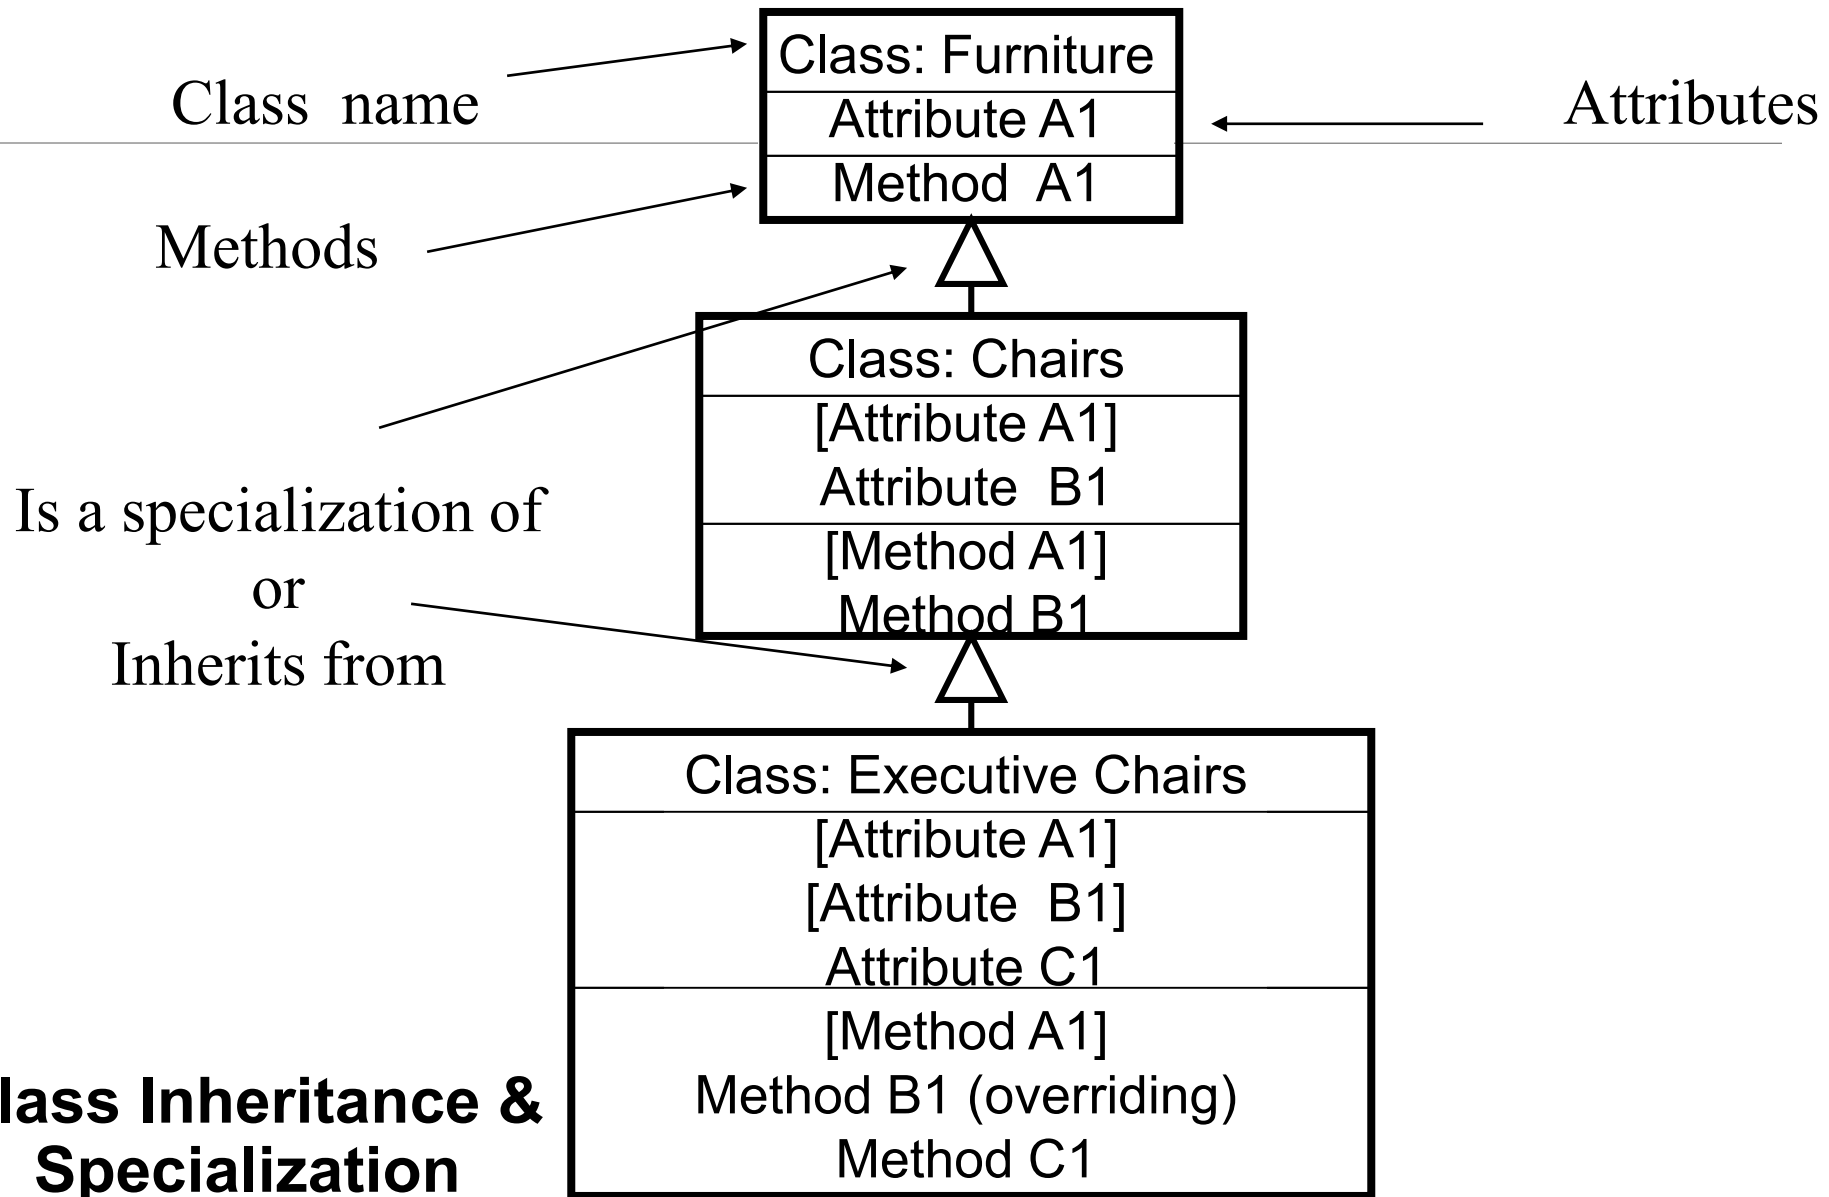 Class: Furniture
Class name
Attribute A1
Attributes
Method A1
Methods
Class: Chairs
[Attribute A1]
Attribute B1
Is a specialization of
or
Inherits from
[Method A1]
Method B1
Class: Executive Chairs
[Attribute A1]
[Attribute B1]
Attribute C1
[Method A1]
Method B1 (overriding)
Method C1
lass Inheritance &
Specialization